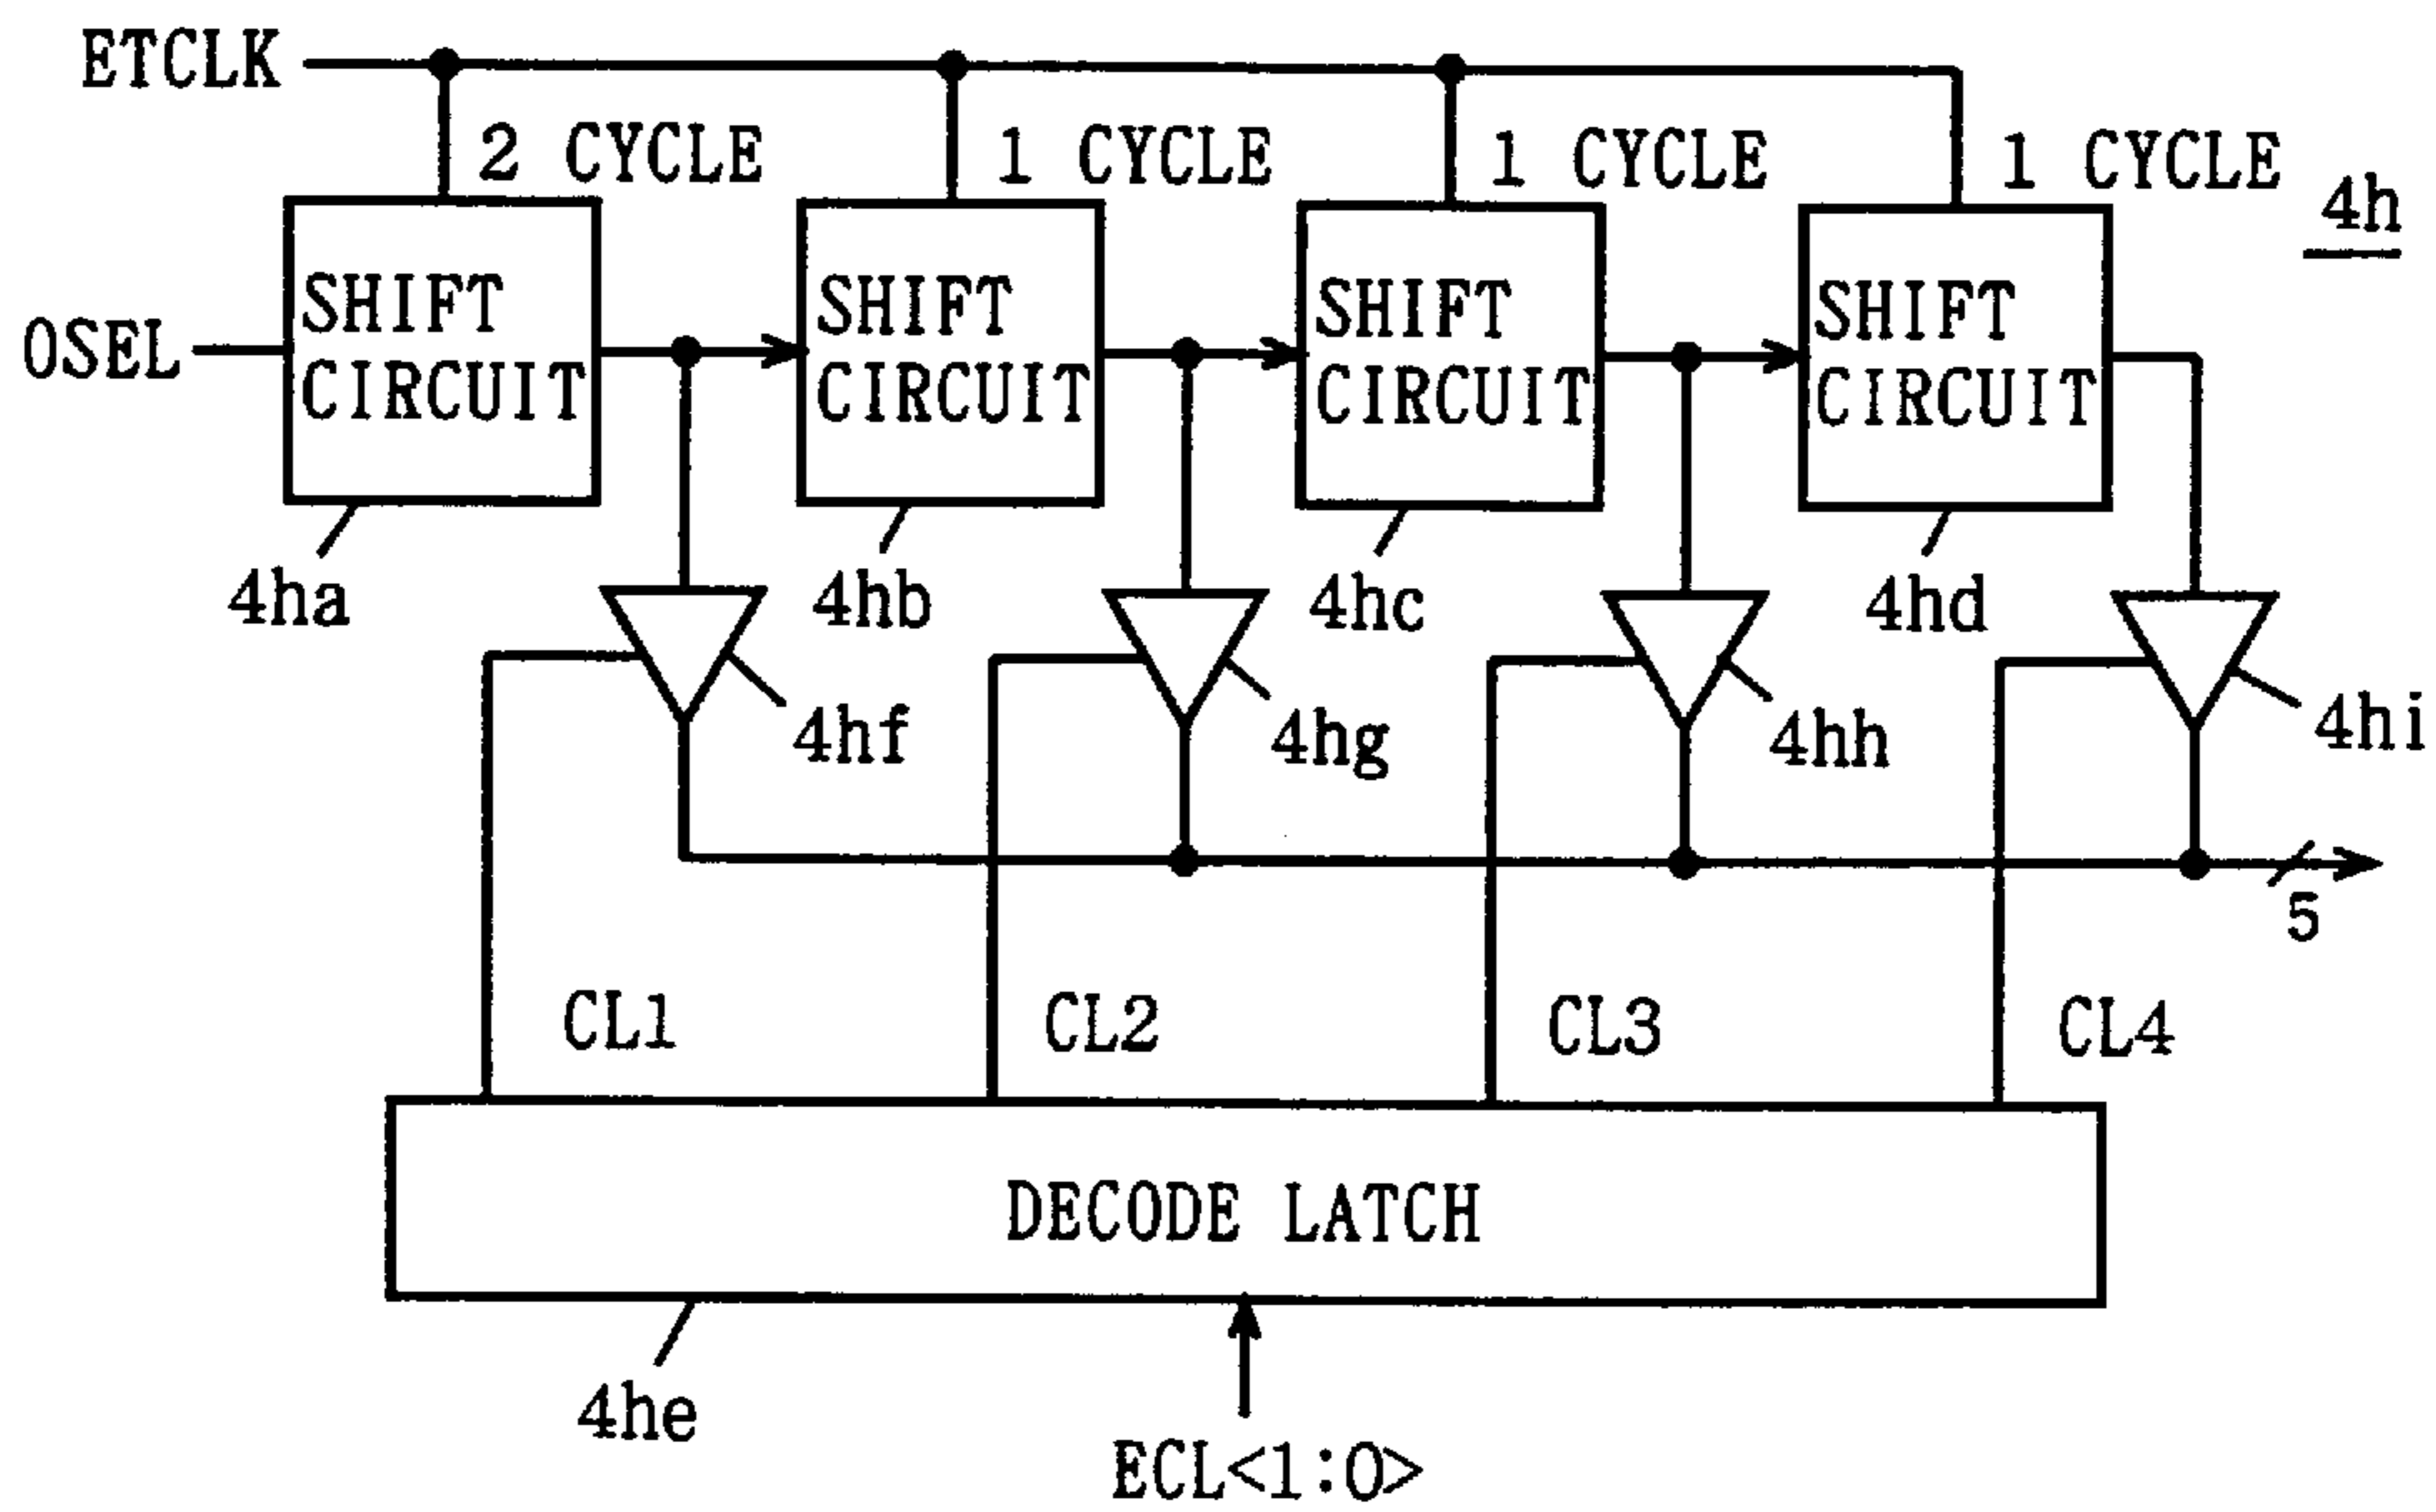 ETCLK
2 CYCLE
1 CYCLE
1 CYCLE
1 CYCLE
4h
OSEL
SHIFT
CIRCUIT
SHIFT
CIRCUIT
SHIFT
CIRCUIT
SHIFT
CIRCUIT
4ha
4hb
4hc
4hd
4hf
4hg
4hh
4hi
5
CL1
CL2
CL3
CL4
DECODE LATCH
4he
ECL<1:0>